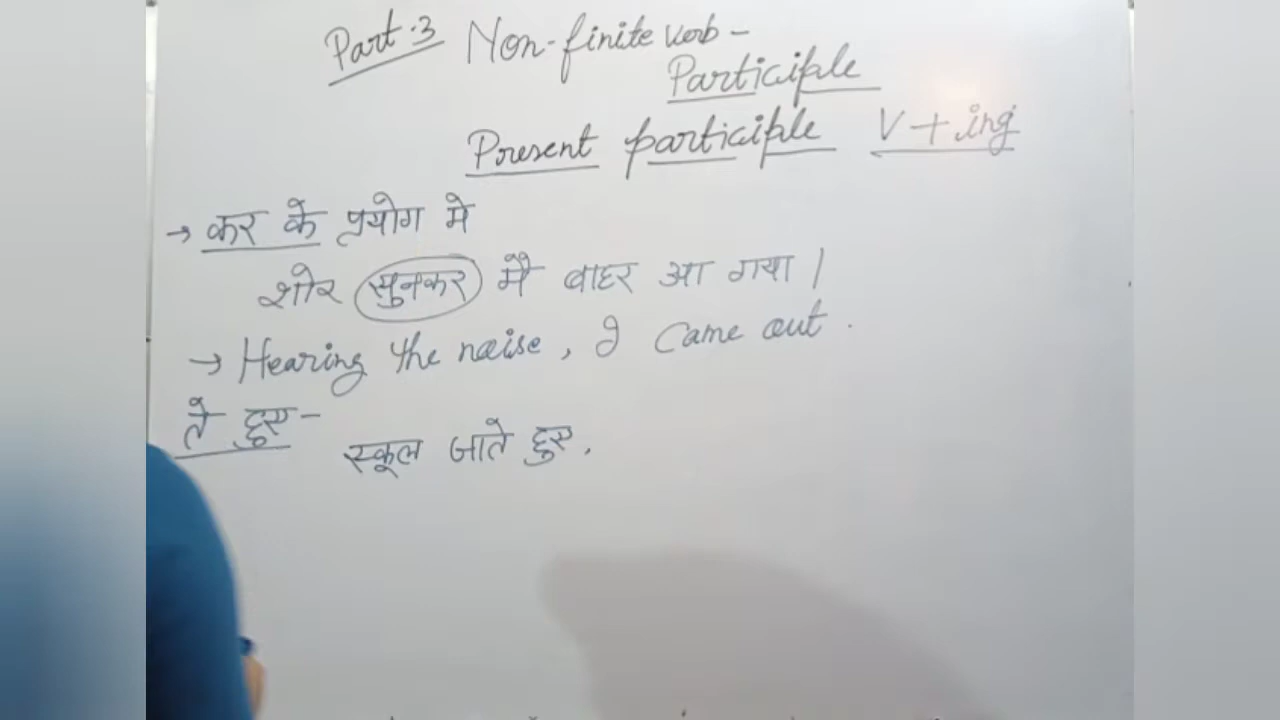 Part·3 Non-finite verb -
Participle
Present participle V+ing
→ कर के प्रयोग मे
शोर सुनकर मै बाहर आ गया।
→ Hearing the noise, I came out.
ते हुए-
स्कूल जाते हुए.